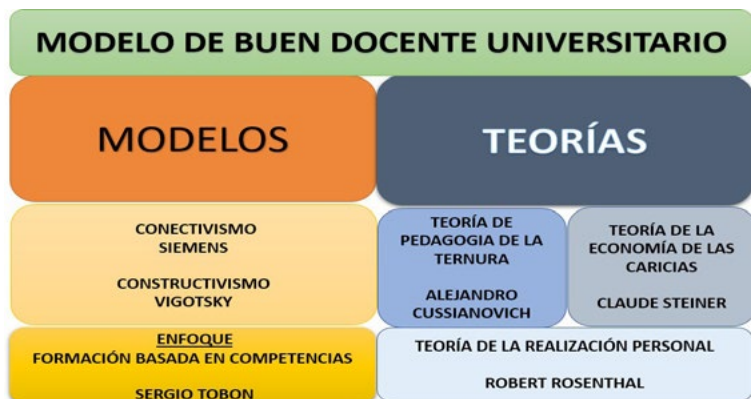 MODELO DE BUEN DOCENTE UNIVERSITARIO
MODELOS
TEORÍAS
CONECTIVISMO
SIEMENS
CONSTRUCTIVISMO
VIGOTSKY
TEORÍA DE
PEDAGOGIA DE LA
TERNURA
ALEJANDRO
CUSSIANOVICH
TEORÍA DE LA
ECONOMÍA DE LAS
CARICIAS
CLAUDE STEINER
ENFOQUE
FORMACIÓN BASADA EN COMPETENCIAS
SERGIO TOBON
TEORÍA DE LA REALIZACIÓN PERSONAL
ROBERT ROSENTHAL